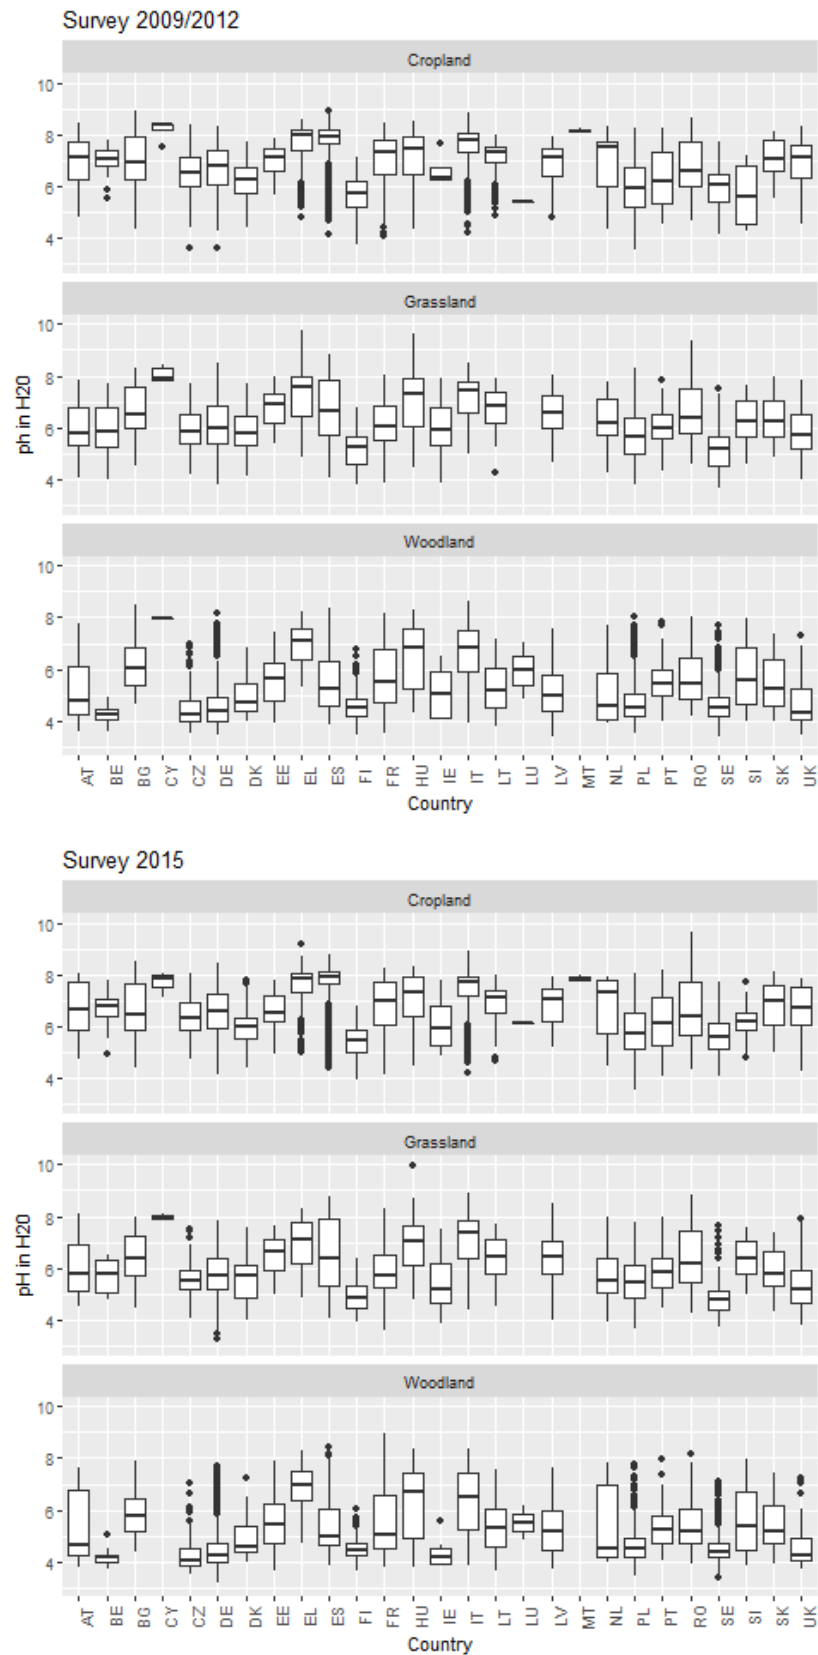 Survey 2009/2012
Cropland
10
8
6
4
Grassland
10
8
6
4
ph in H20
Woodland
10
8
6
4
AT BE BG CY CZ DE DK EE EL ES FI FR HU IE IT LT LU LV MT NL PL PT RO SE SI SK UK
Country
Survey 2015
Cropland
10
8
6
4
Grassland
10
8
6
4
pH in H20
Woodland
10
8
6
4
AT BE BG CY CZ DE DK EE EL ES FI FR HU IE IT LT LU LV MT NL PL PT RO SE SI SK UK
Country